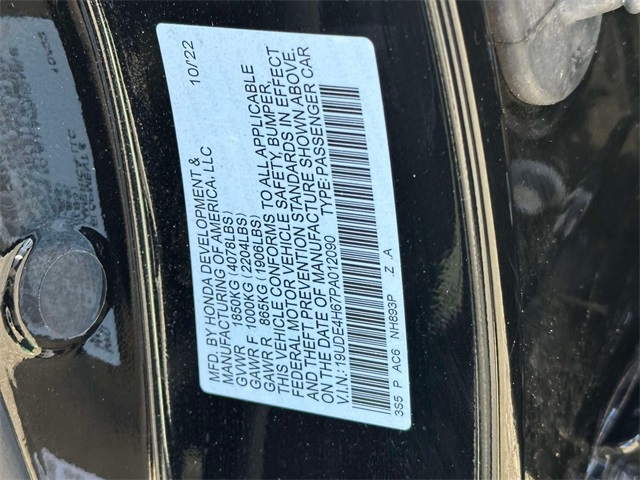 MFD. BY HONDA DEVELOPMENT & 10/22
MANUFACTURING OF AMERICA, LLC
GVWR 1850KG (4078LBS)
GAWR F 1000KG (2204LBS)
GAWR R 865KG (1906LBS)
THIS VEHICLE CONFORMS TO ALL APPLICABLE
FEDERAL MOTOR VEHICLE SAFETY, BUMPER,
AND THEFT PREVENTION STANDARDS IN EFFECT
ON THE DATE OF MANUFACTURE SHOWN ABOVE.
V.I.N.: 19UDE4H67PA012090 TYPE:PASSENGER CAR
3S5 P AC6 NH893P Z A